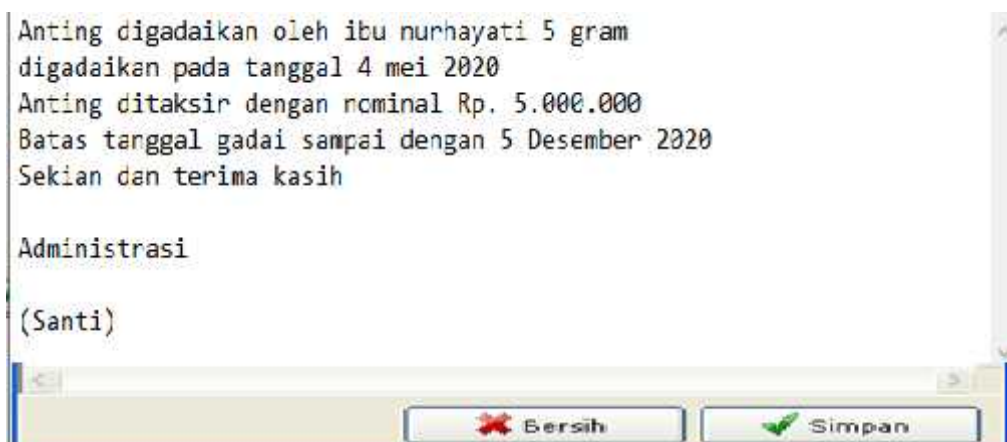 Anting digadaikan oleh ibu nurhayati 5 gram
digadaikan pada tanggal 4 mei 2020
Anting ditaksir dengan nominal Rp. 5.000.000
Batas tanggal gadai sampai dengan 5 Desember 2020
Sekian dan terima kasih
Administrasi
(Santi)
Bersih Simpan